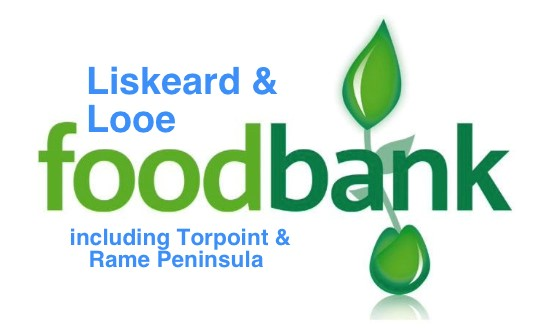 Liskeard &
Looe
foodbank
including Torpoint &
Rame Peninsula